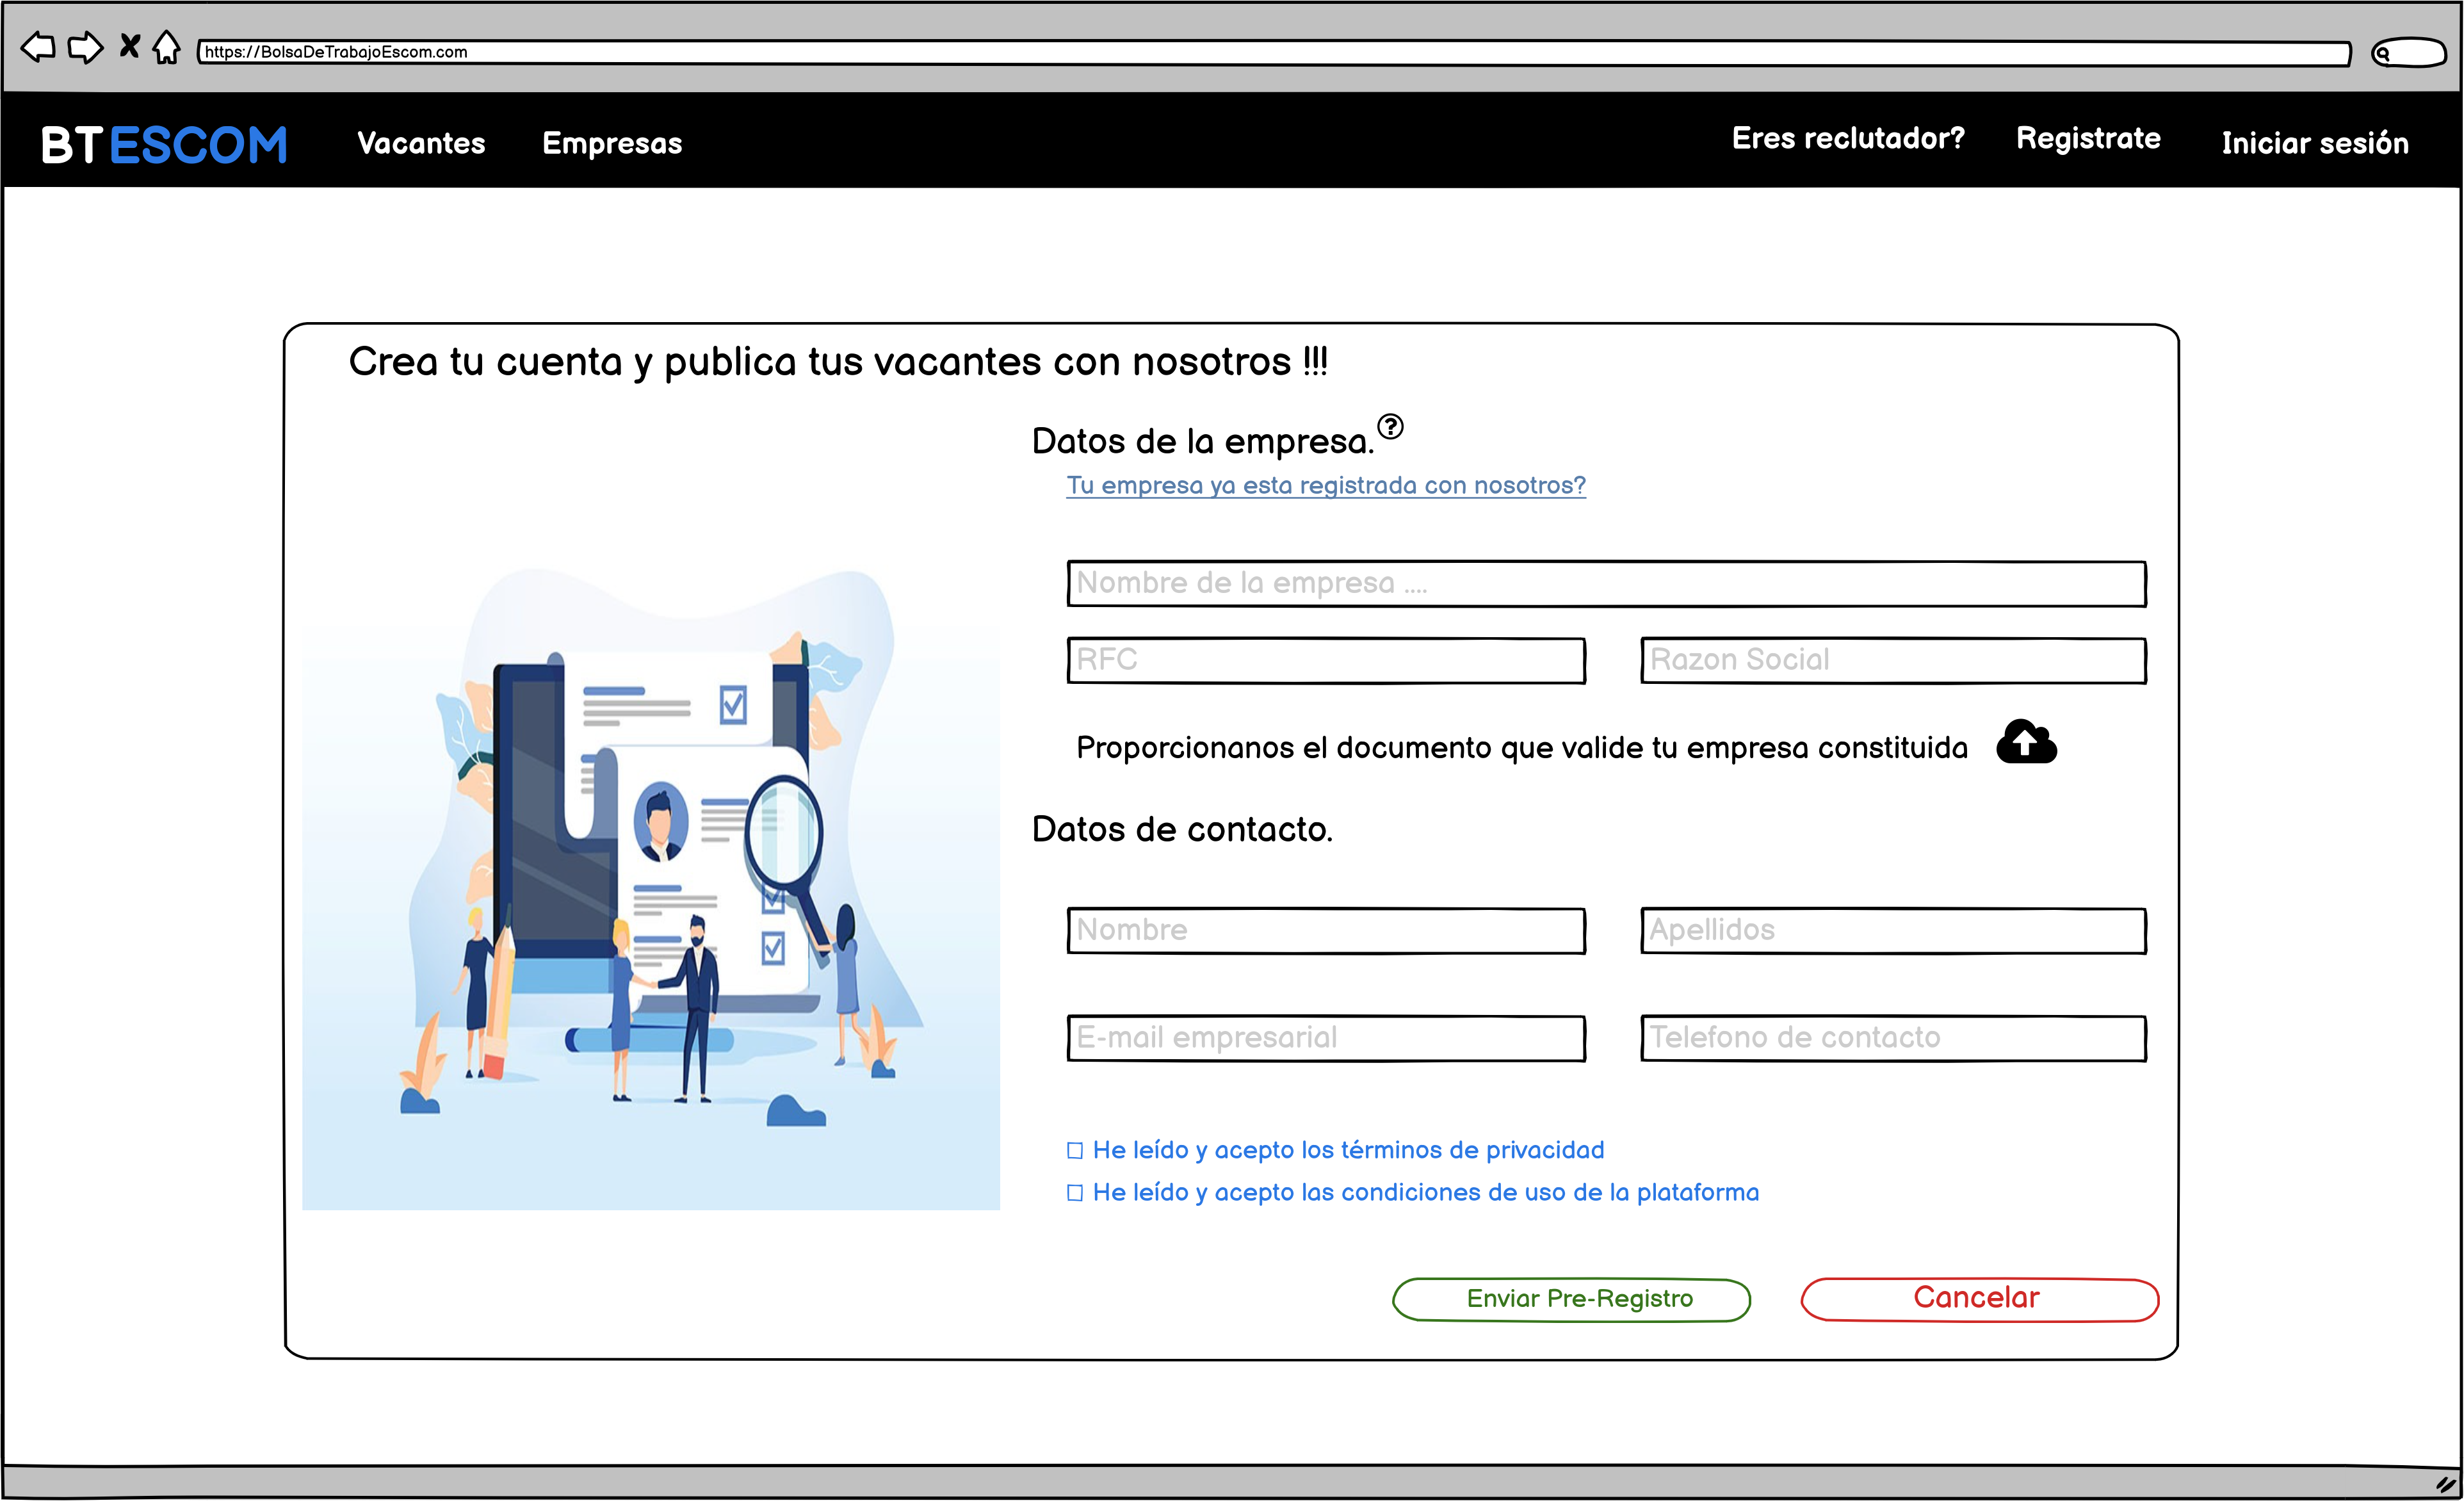 https://BolsaDeTrabajoEscom.com
BTESCOM Vacantes Empresas Eres reclutador? Registrate Iniciar sesión
Crea tu cuenta y publica tus vacantes con nosotros !!!
Datos de la empresa.
Tu empresa ya esta registrada con nosotros?
Nombre de la empresa ....
RFC Razon Social
Proporcionanos el documento que valide tu empresa constituida
Datos de contacto.
Nombre Apellidos
E-mail empresarial Telefono de contacto
He leído y acepto los términos de privacidad
He leído y acepto las condiciones de uso de la plataforma
Enviar Pre-Registro Cancelar